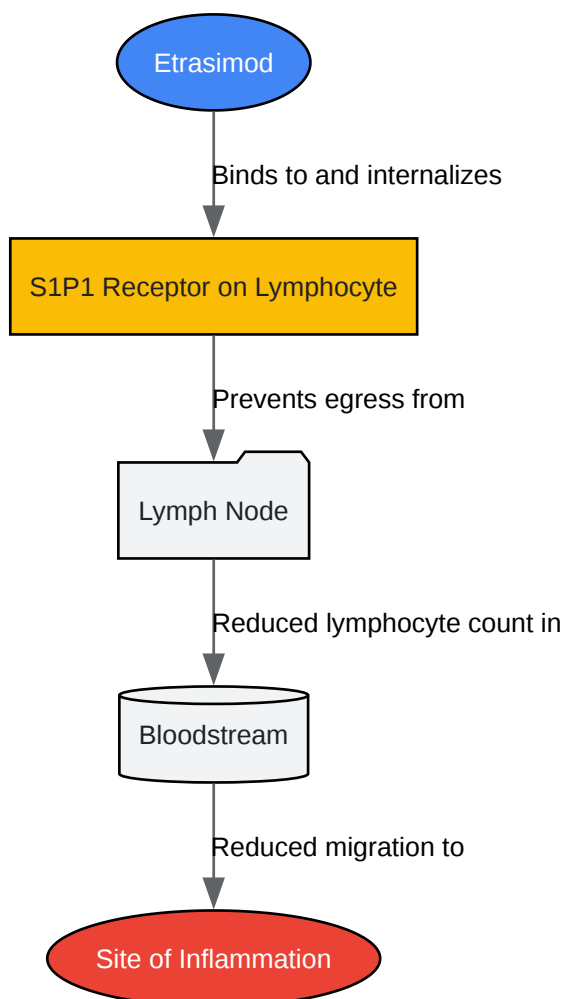 Etrasimod
Binds to and internalizes
S1P1 Receptor on Lymphocyte
Prevents egress from
Lymph Node
Reduced lymphocyte count in
Bloodstream
Reduced migration to
Site of Inflammation